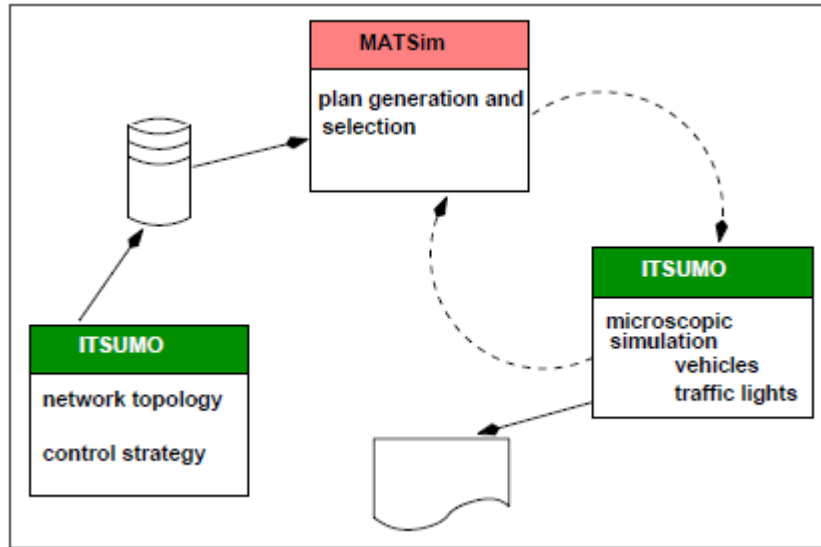 MATSim
plan generation and
selection
ITSUMO
microscopic
simulation
vehicles
traffic lights
ITSUMO
network topology
control strategy